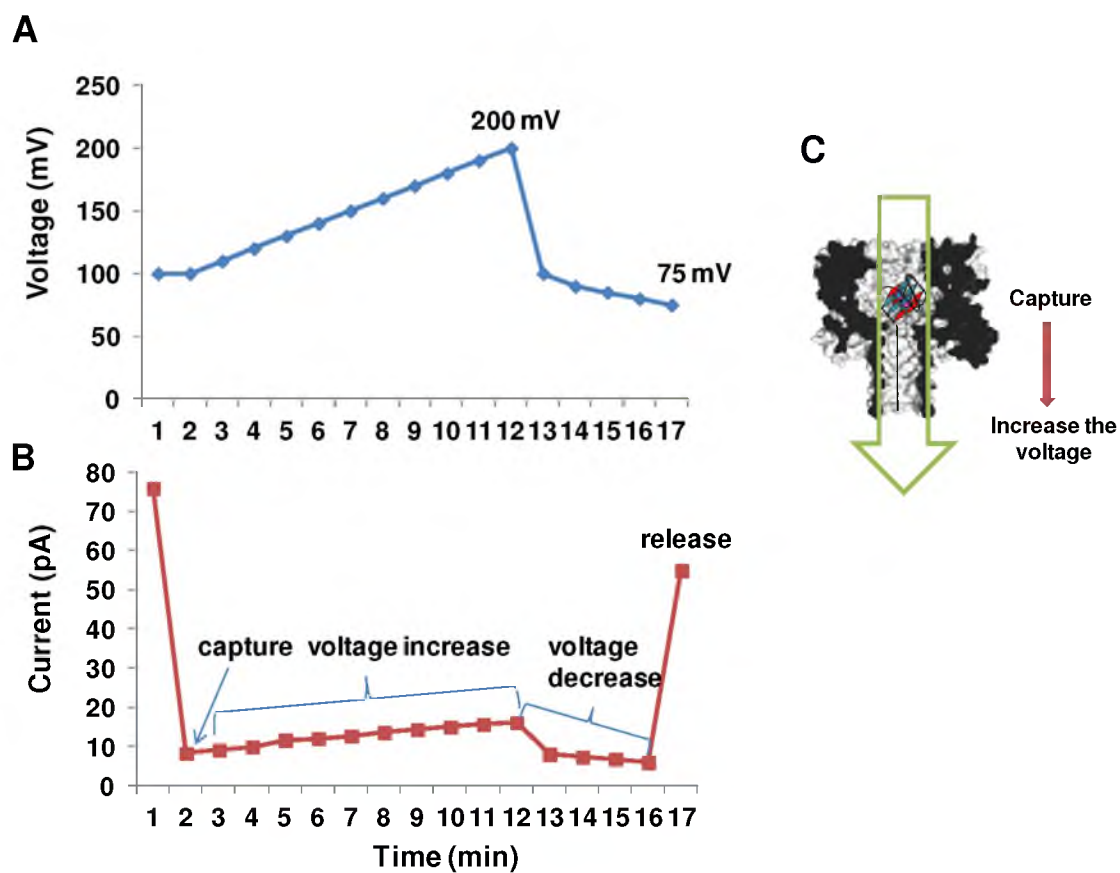 A
250
200
150
100
50
0
Voltage (mV)
200 mV
75 mV
1 2 3 4 5 6 7 8 9 10 11 12 13 14 15 16 17
B
80
70
60
50
40
30
20
10
0
Current (pA)
capture
voltage increase
voltage
decrease
release
1 2 3 4 5 6 7 8 9 10 11 12 13 14 15 16 17
Time (min)
C
Capture
Increase the
voltage